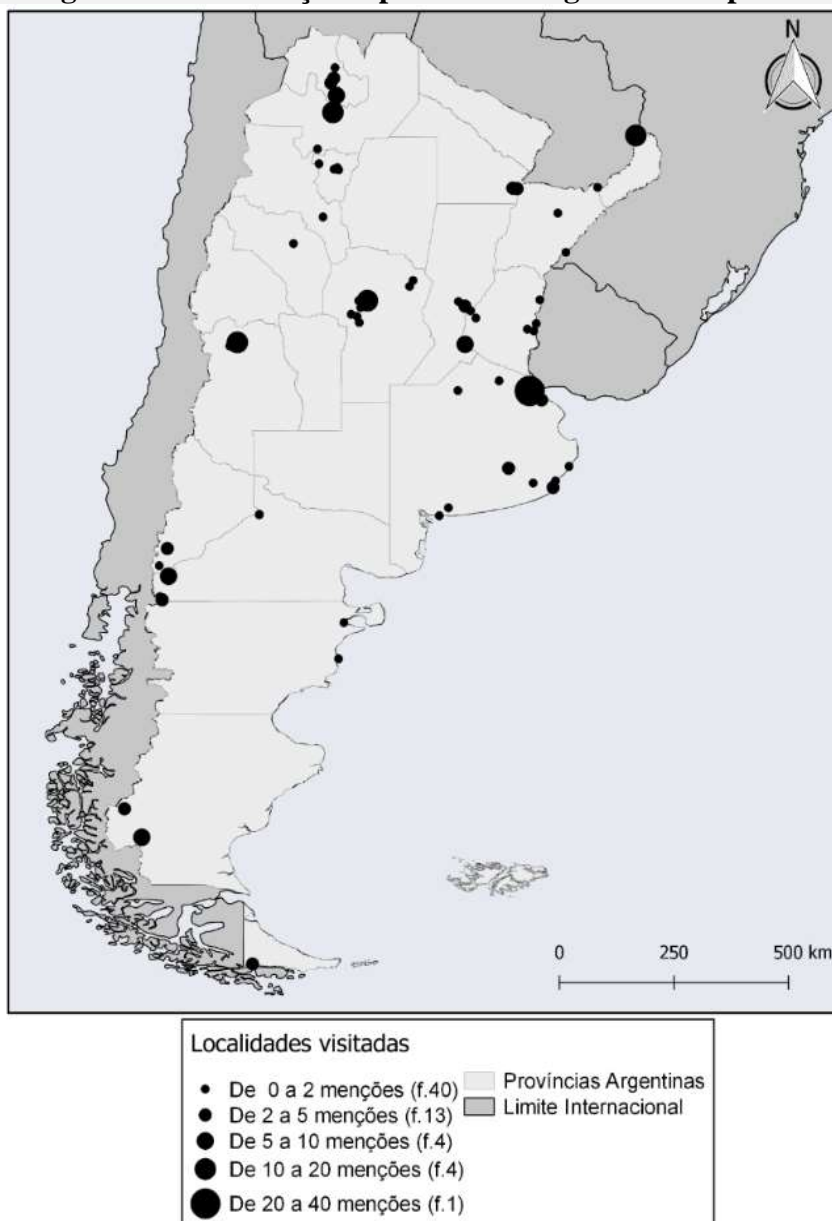 N
0 250 500 km
Localidades visitadas
De 0 a 2 menções (f.40)
De 2 a 5 menções (f.13)
De 5 a 10 menções (f.4)
De 10 a 20 menções (f.4)
De 20 a 40 menções (f.1)
Províncias Argentinas
Limite Internacional